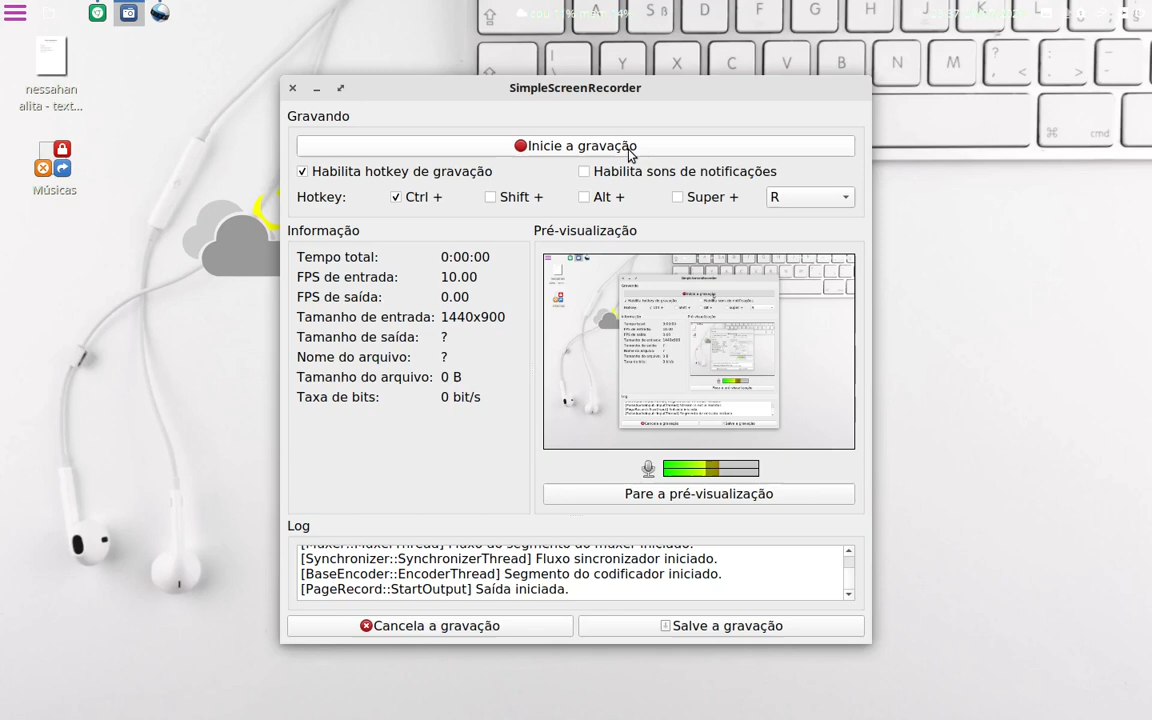 nessahan
alita - text...
Músicas
SimpleScreenRecorder
Gravando
Inicie a gravação
Habilita hotkey de gravação
Habilita sons de notificações
Hotkey:
Ctrl +
Shift +
Alt +
Super +
R
Informação
Tempo total: 0:00:00
FPS de entrada: 10.00
FPS de saída: 0.00
Tamanho de entrada: 1440x900
Tamanho de saída: ?
Nome do arquivo: ?
Tamanho do arquivo: 0 B
Taxa de bits: 0 bit/s
Pré-visualização
Pare a pré-visualização
Log
[Synchronizer::SynchronizerThread] Fluxo sincronizador iniciado.
[BaseEncoder::EncoderThread] Segmento do codificador iniciado.
[PageRecord::StartOutput] Saída iniciada.
Cancela a gravação
Salve a gravação
A S D F G H J K L
Y X C V B N M
cmd